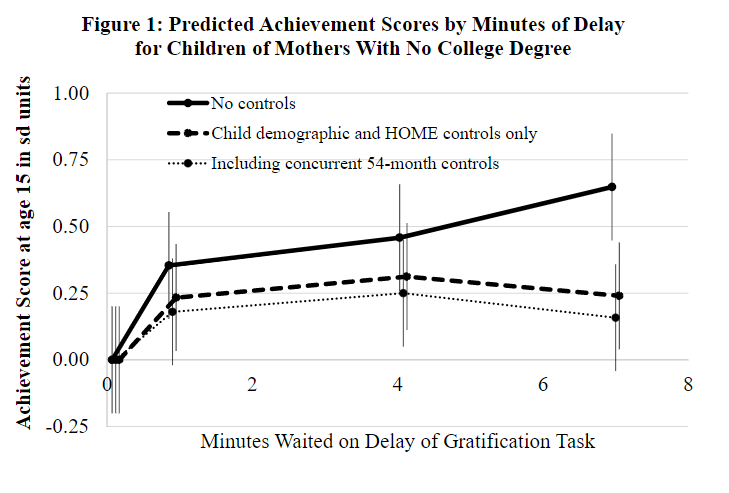 Figure 1: Predicted Achievement Scores by Minutes of Delay
for Children of Mothers With No College Degree
Achievement Score at age 15 in sd units
1.00
0.75
0.50
0.25
0.00
-0.25
No controls
Child demographic and HOME controls only
Including concurrent 54-month controls
0
2
4
6
8
Minutes Waited on Delay of Gratification Task